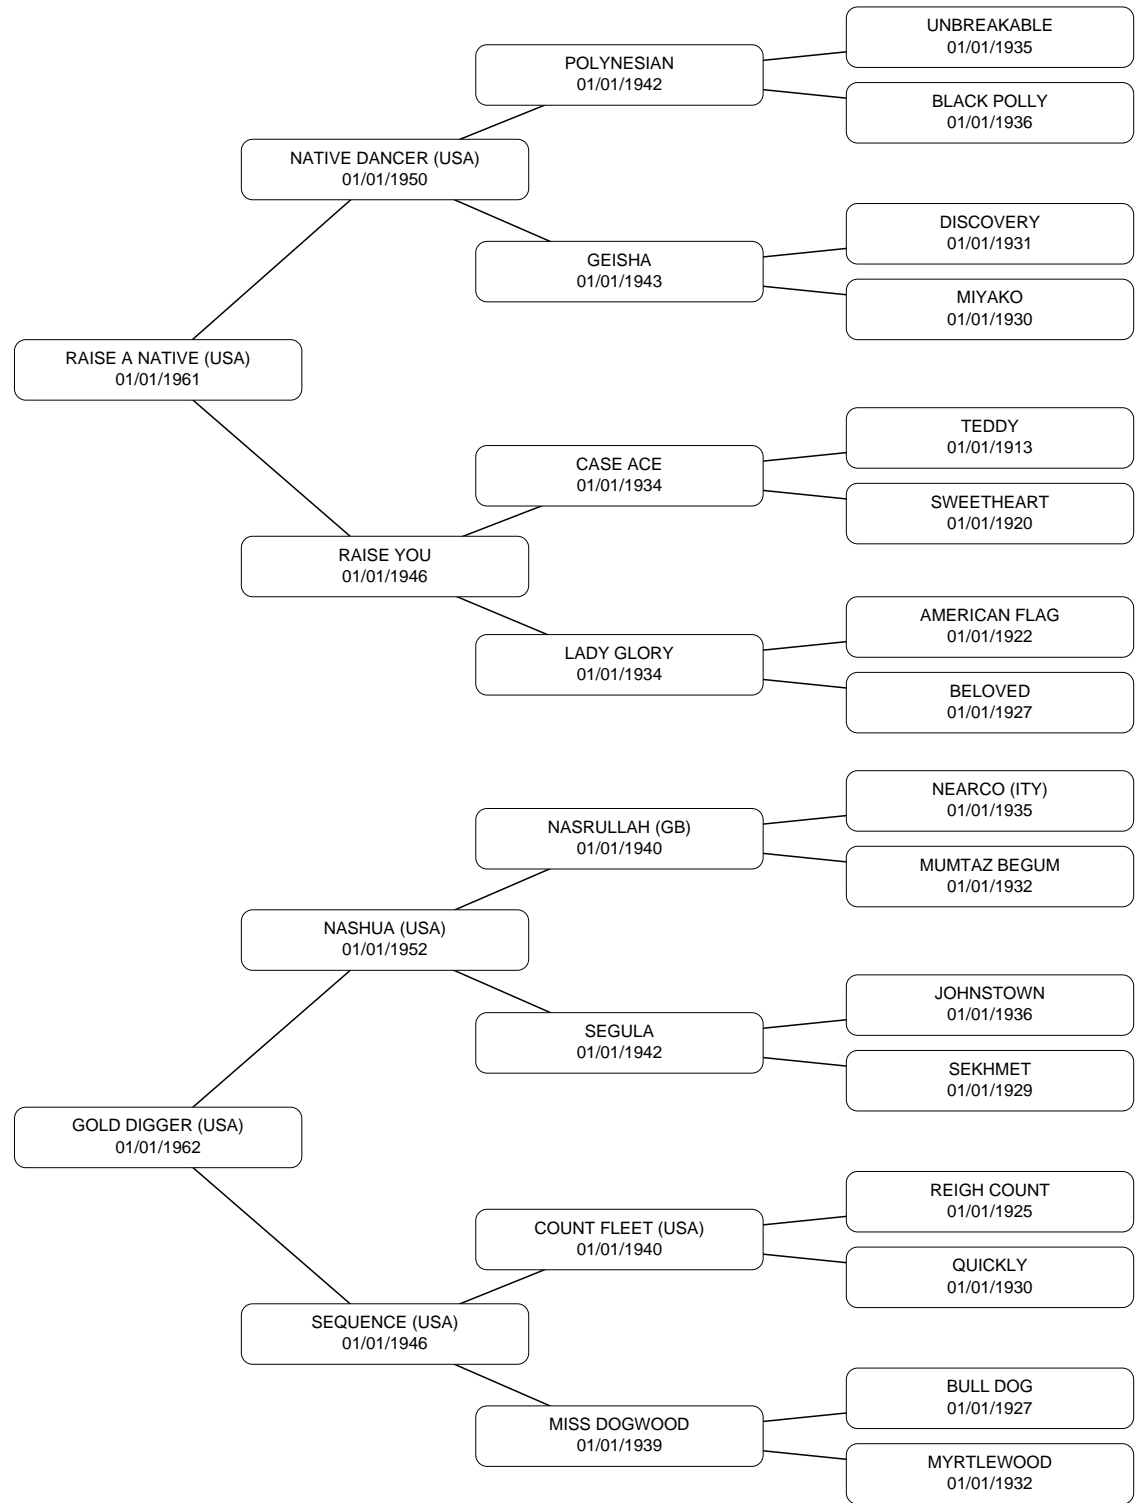 UNBREAKABLE
01/01/1935
POLYNESIAN
01/01/1942
BLACK POLLY
01/01/1936
NATIVE DANCER (USA)
01/01/1950
DISCOVERY
01/01/1931
GEISHA
01/01/1943
MIYAKO
01/01/1930
RAISE A NATIVE (USA)
01/01/1961
TEDDY
01/01/1913
CASE ACE
01/01/1934
SWEETHEART
01/01/1920
RAISE YOU
01/01/1946
AMERICAN FLAG
01/01/1922
LADY GLORY
01/01/1934
BELOVED
01/01/1927
NEARCO (ITY)
01/01/1935
NASRULLAH (GB)
01/01/1940
MUMTAZ BEGUM
01/01/1932
NASHUA (USA)
01/01/1952
JOHNSTOWN
01/01/1936
SEGULA
01/01/1942
SEKHMET
01/01/1929
GOLD DIGGER (USA)
01/01/1962
REIGH COUNT
01/01/1925
COUNT FLEET (USA)
01/01/1940
QUICKLY
01/01/1930
SEQUENCE (USA)
01/01/1946
BULL DOG
01/01/1927
MISS DOGWOOD
01/01/1939
MYRTLEWOOD
01/01/1932